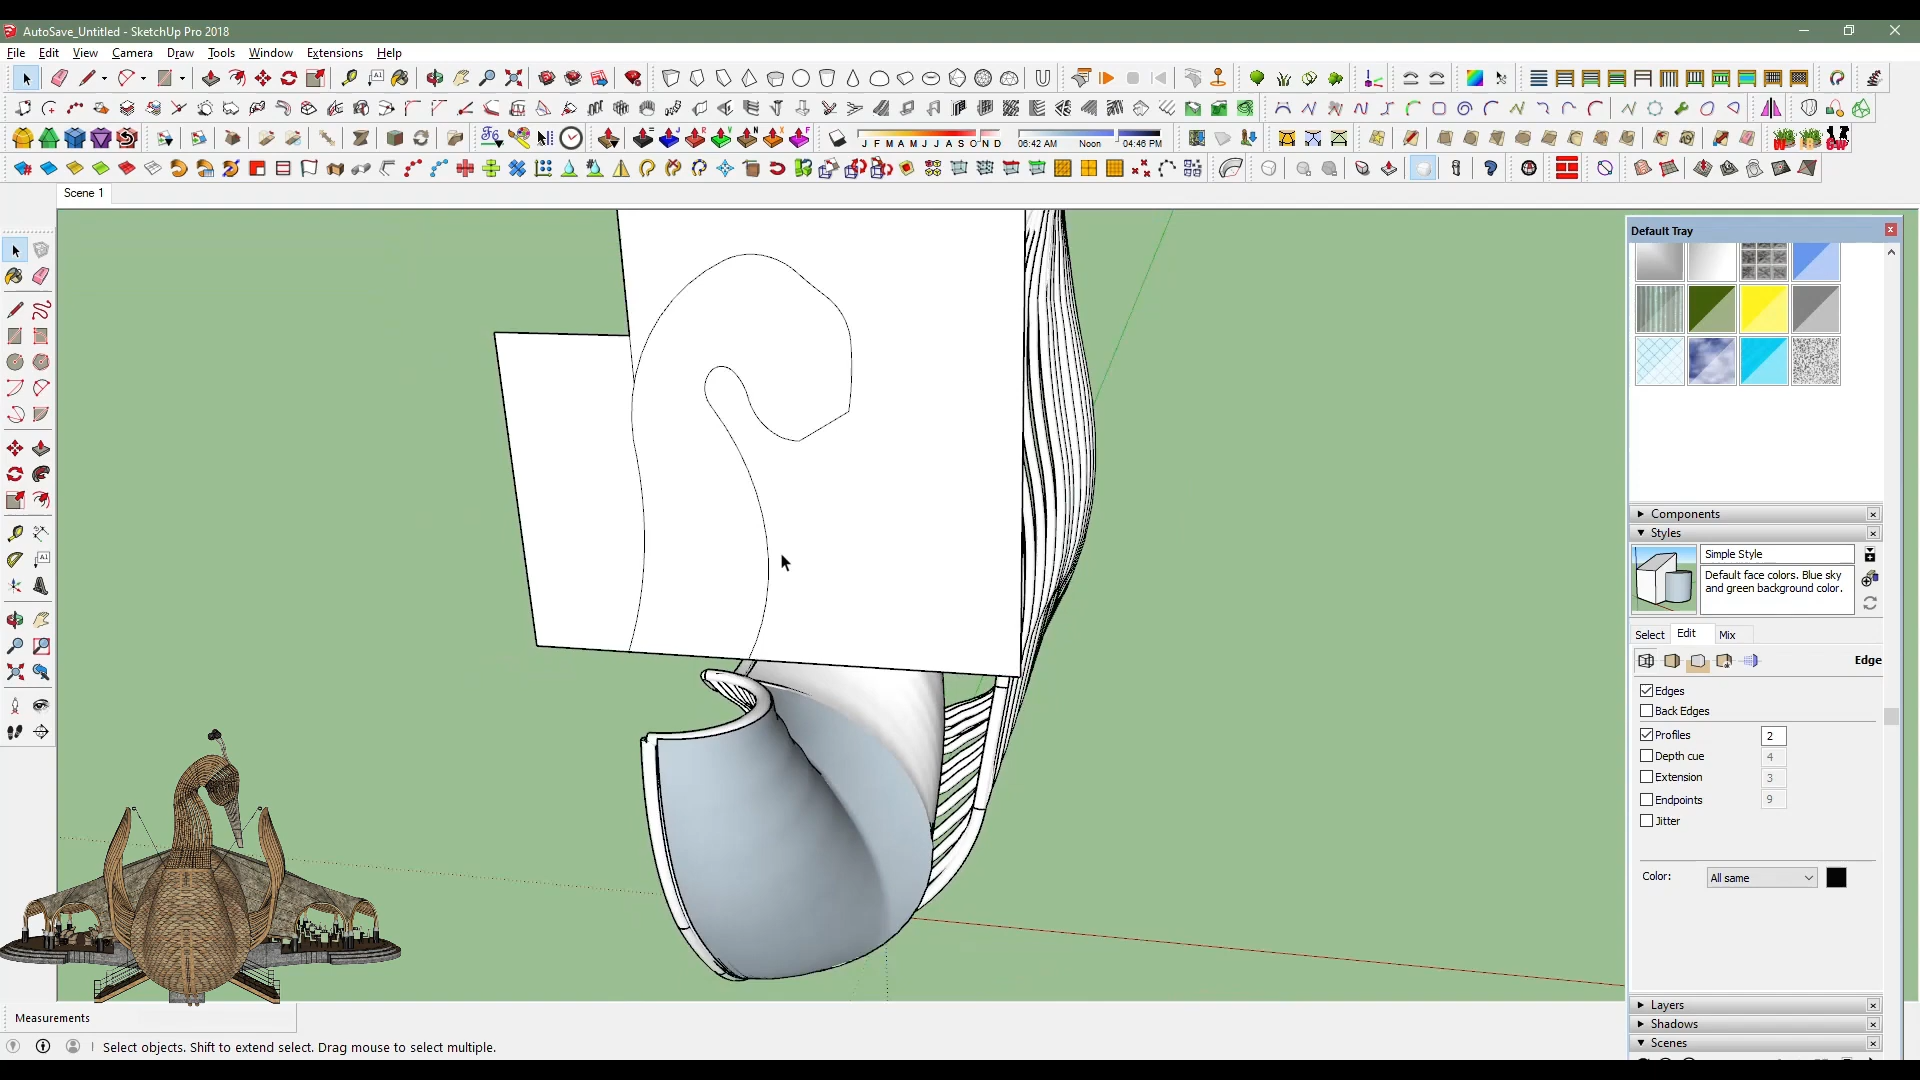 AutoSave_Untitled - SketchUp Pro 2018
File Edit View Camera Draw Tools Window Extensions Help
J F M A M J J A S O N D 06:42 AM Noon 04:46 PM
Scene 1
Default Tray
Components
Styles
Simple Style
Default face colors. Blue sky
and green background color.
Select Edit Mix
Edge
Edges
Back Edges
Profiles 2
Depth cue 4
Extension 3
Endpoints 9
Jitter
Color: All same
Layers
Shadows
Scenes
Measurements
Select objects. Shift to extend select. Drag mouse to select multiple.